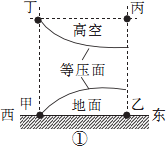 丁 丙
高空
等压面
甲 乙
西 地面 东
①